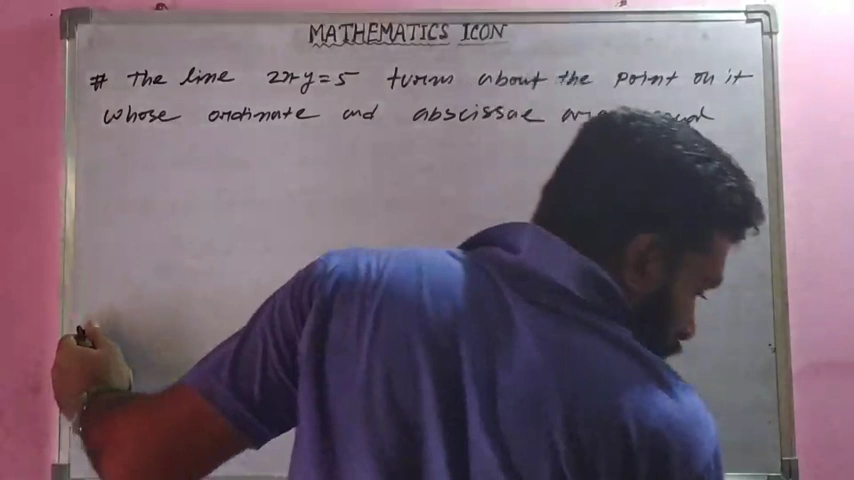 MATHEMATICS ICON
# The line 2x+y=5 turns about the point on it
whose ordinate and abscissae